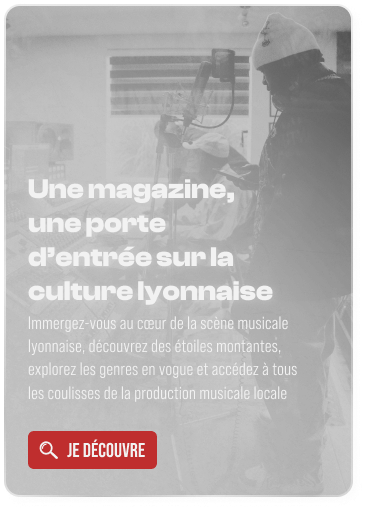 Une magazine,
une porte
d'entrée sur la
culture lyonnaise
Immergez-vous au cœur de la scène musicale
lyonnaise, découvrez des étoiles montantes,
explorez les genres en vogue et accédez à tous
les coulisses de la production musicale locale
JE DÉCOUVRE